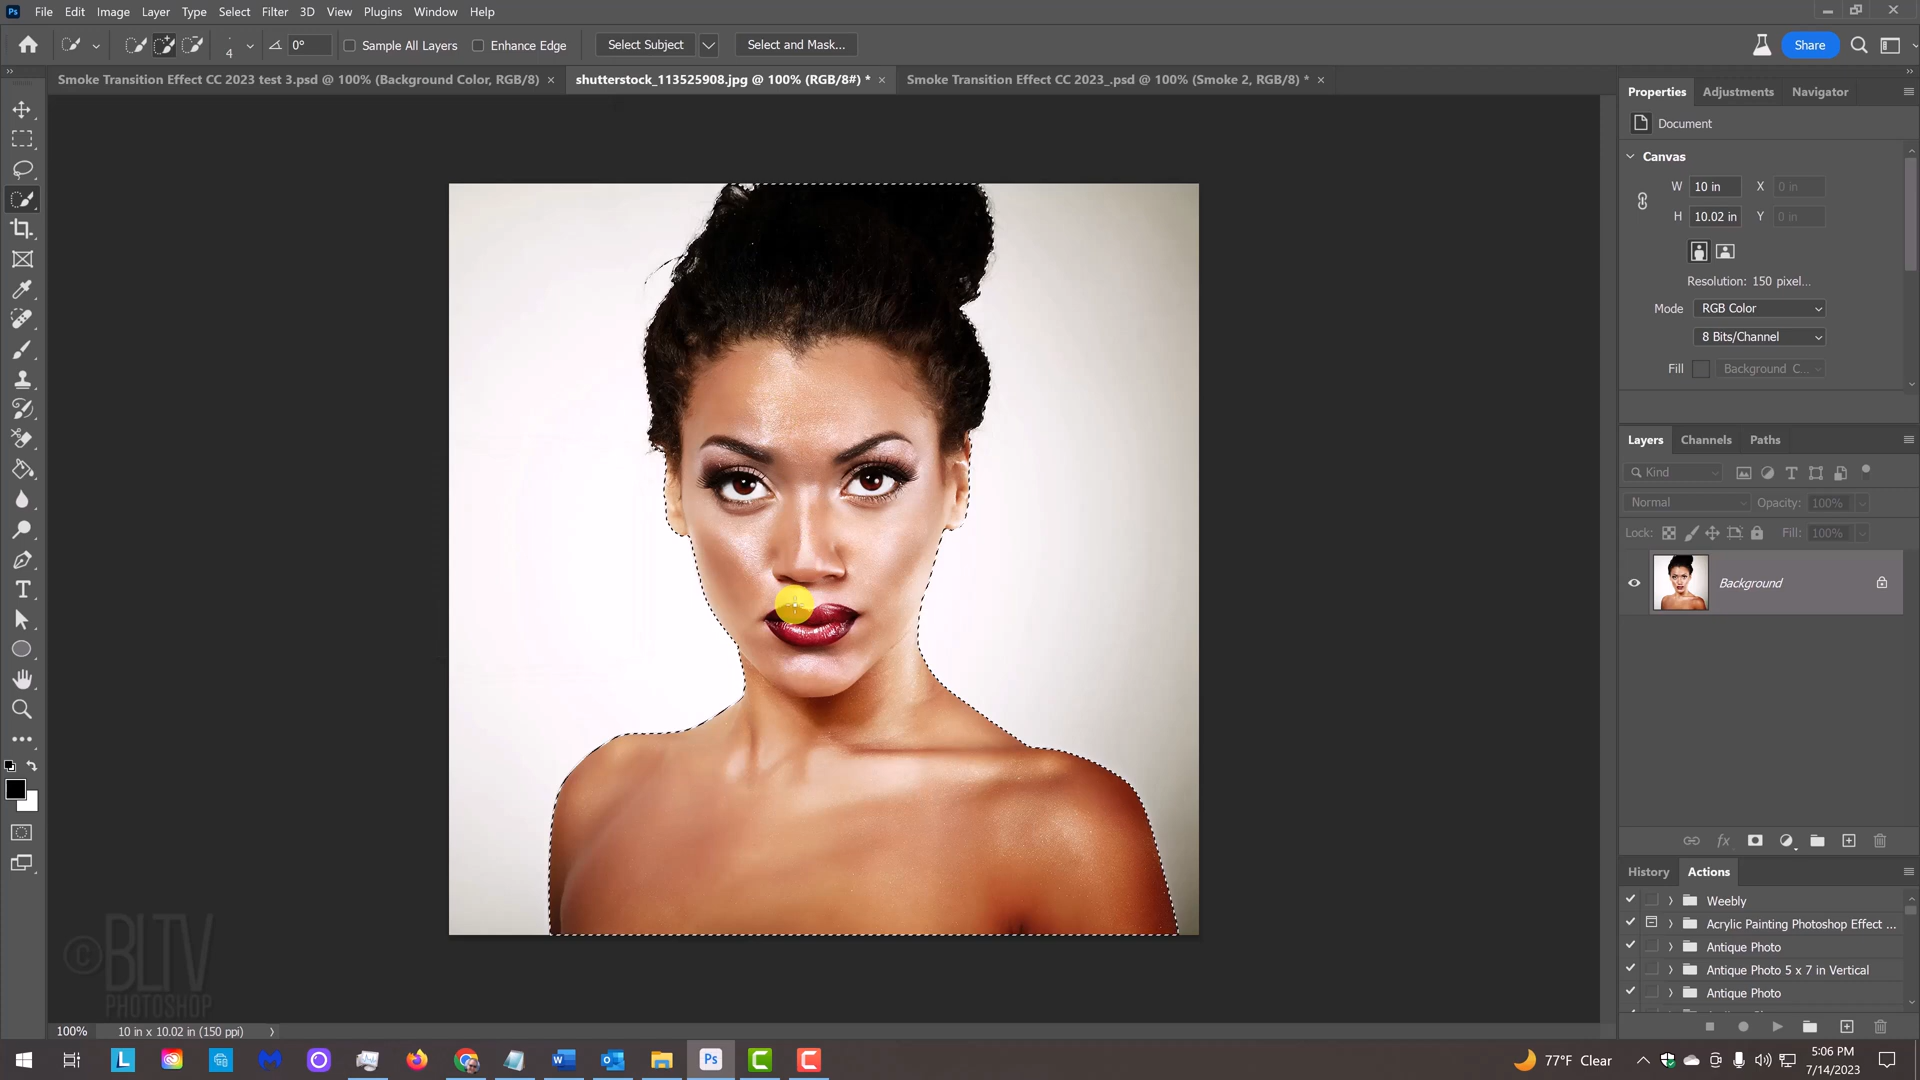 Ps File Edit Image Layer Type Select Filter 3D View Plugins Window Help
4 0° Sample All Layers Enhance Edge Select Subject Select and Mask... Share
Smoke Transition Effect CC 2023 test 3.psd @ 100% (Background Color, RGB/8) × shutterstock_113525908.jpg @ 100% (RGB/8#) * × Smoke Transition Effect CC 2023_.psd @ 100% (Smoke 2, RGB/8) * ×
Properties Adjustments Navigator
Document
Canvas
W 10 in X 0 in
H 10.02 in Y 0 in
Resolution: 150 pixel...
Mode RGB Color
8 Bits/Channel
Fill Background C...
Layers Channels Paths
Kind
Normal Opacity: 100%
Lock: Fill: 100%
Background
fx
History Actions
Weebly
Acrylic Painting Photoshop Effect ...
Antique Photo
Antique Photo 5 x 7 in Vertical
Antique Photo
©BLTV
PHOTOSHOP
100% 10 in x 10.02 in (150 ppi)
L Ps C C 77°F Clear 5:06 PM
7/14/2023